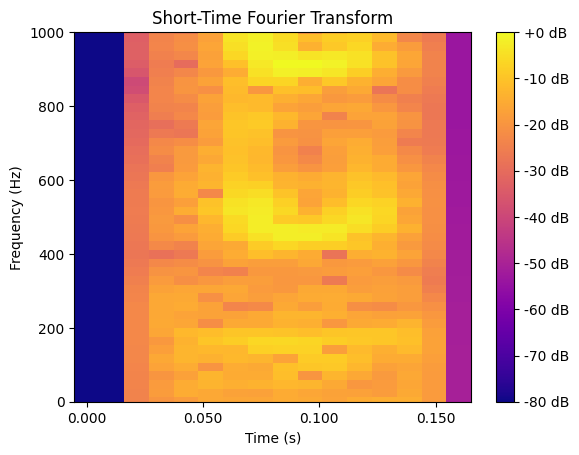 Short-Time Fourier Transform
1000
800
600
400
200
0
Frequency (Hz)
0.000
0.050
0.100
0.150
Time (s)
+0 dB
-10 dB
-20 dB
-30 dB
-40 dB
-50 dB
-60 dB
-70 dB
-80 dB